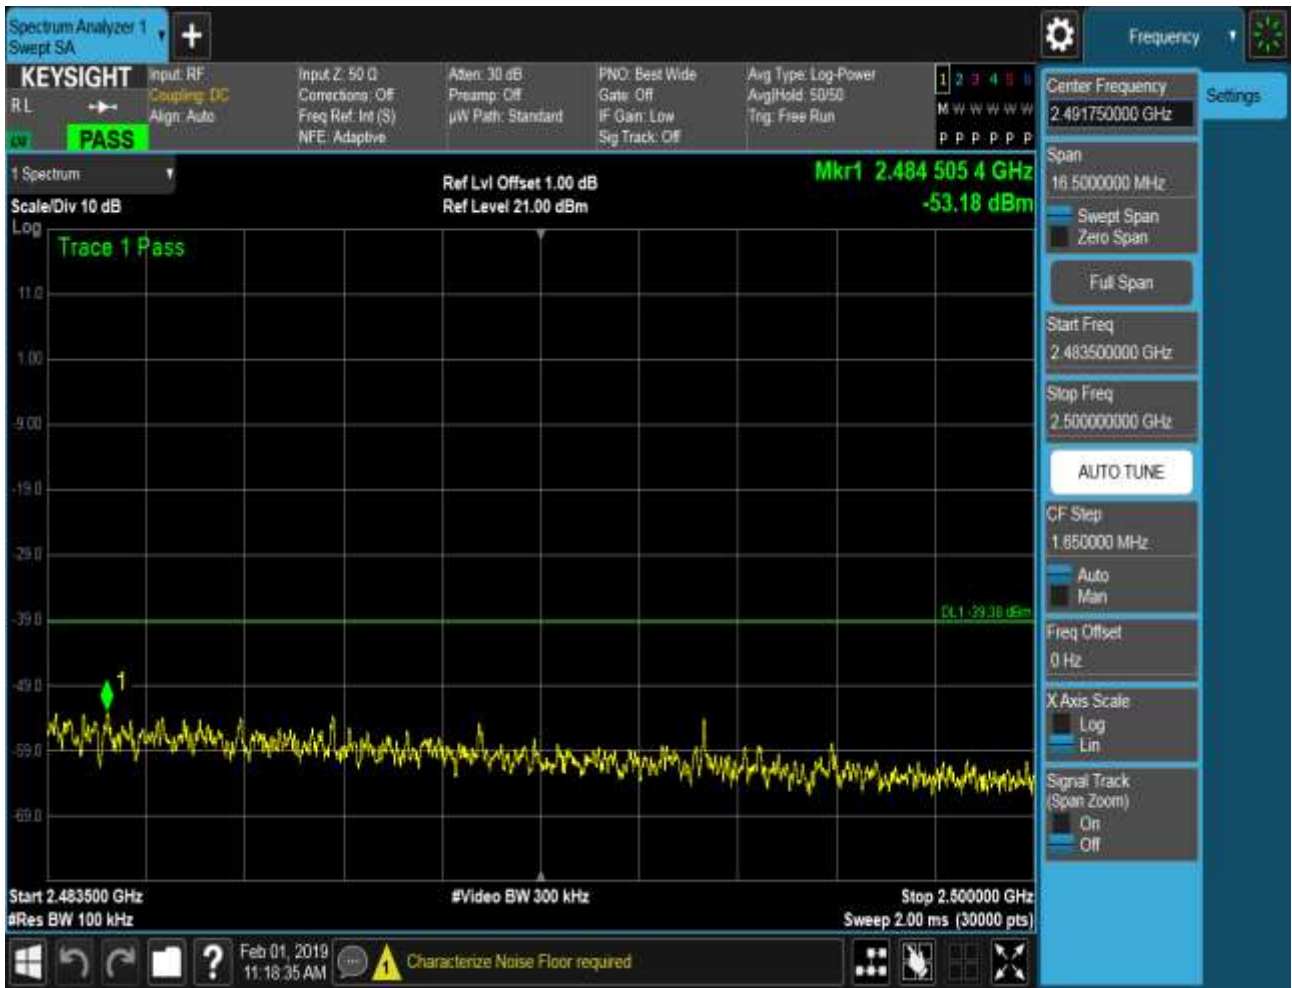 Spectrum Analyzer 1
Swept SA
+
Frequency
KEYSIGHT
R L
PASS
Input: RF
Coupling: DC
Align: Auto
Input Z: 50 Ω
Corrections: Off
Freq Ref: Int (S)
NFE: Adaptive
Atten: 30 dB
Preamp: Off
µW Path: Standard
PNO: Best Wide
Gate: Off
IF Gain: Low
Sig Track: Off
Avg Type: Log-Power
Avg|Hold: 50/50
Trig: Free Run
1 2 3 4 5 6
M W W W W W
P P P P P P
1 Spectrum
Scale/Div 10 dB
Ref Lvl Offset 1.00 dB
Ref Level 21.00 dBm
Mkr1 2.484 505 4 GHz
-53.18 dBm
Log
Trace 1 Pass
11.0
1.00
-9.00
-19.0
-29.0
-39.0
DL1 -39.38 dBm
-49.0
1
-59.0
-69.0
Start 2.483500 GHz
#Res BW 100 kHz
#Video BW 300 kHz
Stop 2.500000 GHz
Sweep 2.00 ms (30000 pts)
Center Frequency
2.491750000 GHz
Settings
Span
16.5000000 MHz
Swept Span
Zero Span
Full Span
Start Freq
2.483500000 GHz
Stop Freq
2.500000000 GHz
AUTO TUNE
CF Step
1.650000 MHz
Auto
Man
Freq Offset
0 Hz
X Axis Scale
Log
Lin
Signal Track
(Span Zoom)
On
Off
?
Feb 01, 2019
11:18:35 AM
1
Characterize Noise Floor required